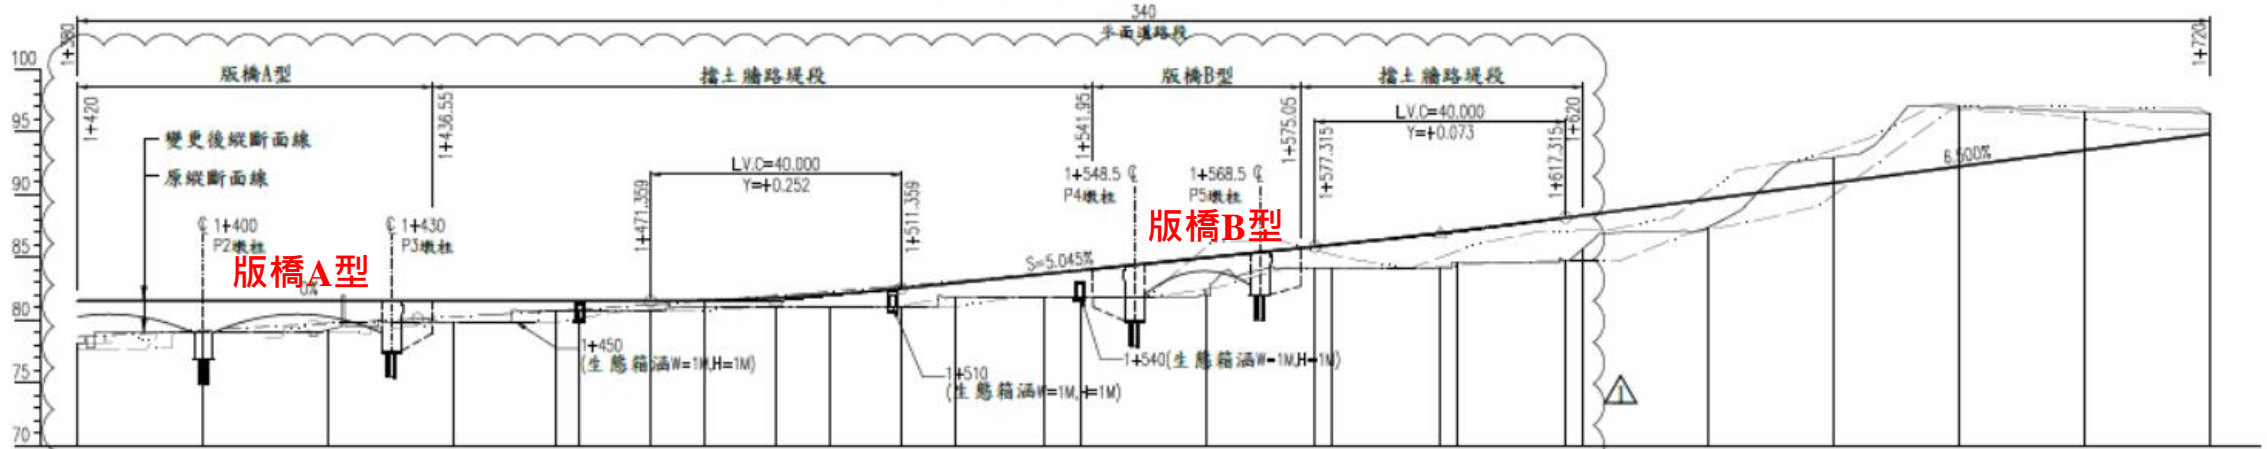 340
平面道路段
1+380
1+720
版橋A型
擋土牆路堤段
版橋B型
擋土牆路堤段
100
95
90
85
80
75
70
1+420
1+436.55
1+541.95
1+575.05
1+620
變更後縱斷面線
原縱斷面線
L.V.C=40.000
Y=+0.252
1+471.359
1+511.359
L.V.C=40.000
Y=+0.073
1+577.315
1+617.315
℄ 1+400
P2墩柱
℄ 1+430
P3墩柱
1+548.5 ℄
P4墩柱
1+568.5 ℄
P5墩柱
版橋A型
版橋B型
0%
S=5.045%
6.500%
1+450
(生態箱涵W=1M,H=1M)
1+510
(生態箱涵W=1M,H=1M)
1+540(生態箱涵W=1M,H=1M)
1